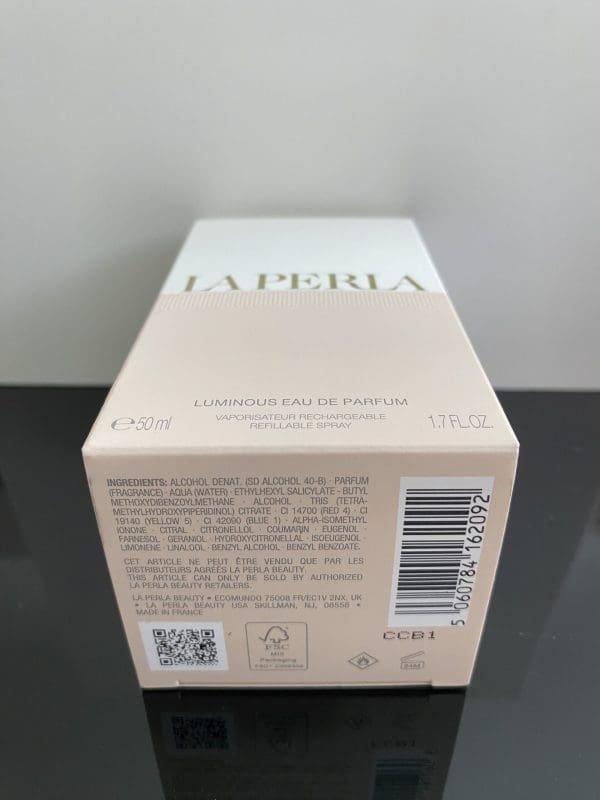 LA PERLA
LUMINOUS EAU DE PARFUM
℮50 ml
VAPORISATEUR RECHARGEABLE
REFILLABLE SPRAY
1.7 FL.OZ.
INGREDIENTS: ALCOHOL DENAT. (SD ALCOHOL 40-B) · PARFUM
(FRAGRANCE) · AQUA (WATER) · ETHYLHEXYL SALICYLATE · BUTYL
METHOXYDIBENZOYLMETHANE · ALCOHOL · TRIS (TETRA-
METHYLHYDROXYPIPERIDINOL) CITRATE · CI 14700 (RED 4) · CI
19140 (YELLOW 5) · CI 42090 (BLUE 1) · ALPHA-ISOMETHYL
IONONE · CITRAL · CITRONELLOL · COUMARIN · EUGENOL ·
FARNESOL · GERANIOL · HYDROXYCITRONELLAL · ISOEUGENOL ·
LIMONENE · LINALOOL · BENZYL ALCOHOL · BENZYL BENZOATE.
CET ARTICLE NE PEUT ÊTRE VENDU QUE PAR LES
DISTRIBUTEURS AGRÉÉS LA PERLA BEAUTY.
THIS ARTICLE CAN ONLY BE SOLD BY AUTHORIZED
LA PERLA BEAUTY RETAILERS.
LA PERLA BEAUTY • ECOMUNDO 75008 FR/EC1V 2NX, UK
• LA PERLA BEAUTY USA SKILLMAN, NJ, 08558 •
MADE IN FRANCE
5 060784 162092
CCB1
FSC
MIX
Packaging
24M